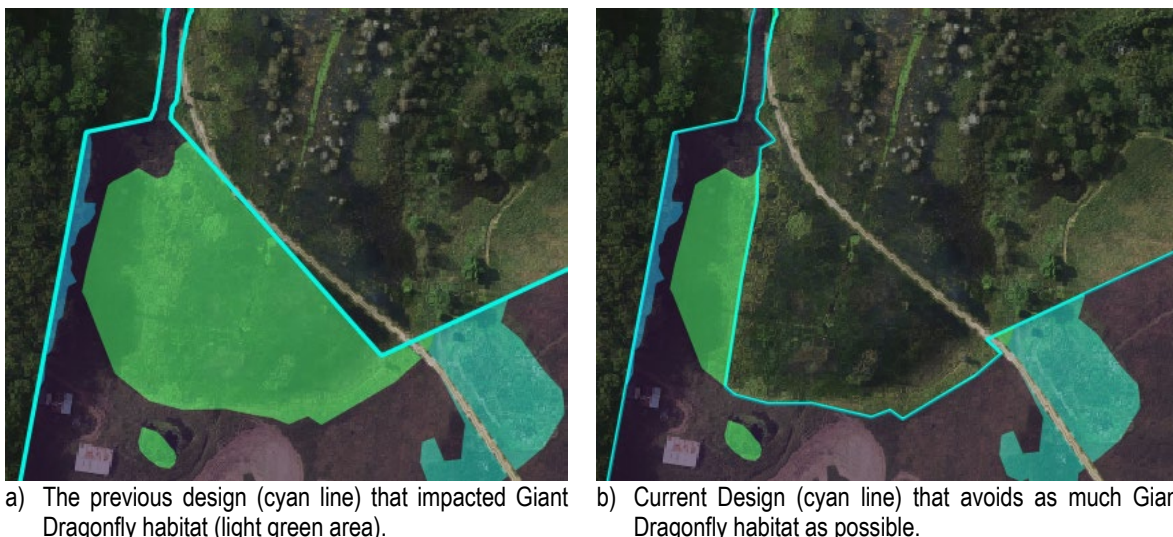 a) The previous design (cyan line) that impacted Giant
Dragonfly habitat (light green area).
b) Current Design (cyan line) that avoids as much Gian
Dragonfly habitat as possible.